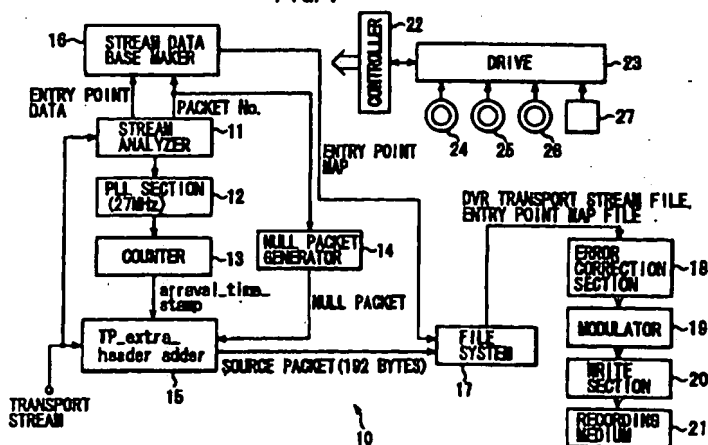 22
16
STREAM DATA
BASE MAKER
CONTROLLER
DRIVE
23
ENTRY POINT
DATA
PACKET No.
STREAM
ANALYZER
11
24
25
26
27
ENTRY POINT
MAP
PLL SECTION
(27MHz)
12
DVR TRANSPORT STREAM FILE,
ENTRY POINT MAP FILE
COUNTER
13
NULL PACKET
GENERATOR
14
ERROR
CORRECTION
SECTION
18
arraval_time_
stamp
NULL PACKET
MODULATOR
19
TP_extra_
header adder
15
SOURCE PACKET (192 BYTES)
FILE
SYSTEM
17
WRITE
SECTION
20
TRANSPORT
STREAM
10
RECORDING
MEDIUM
21